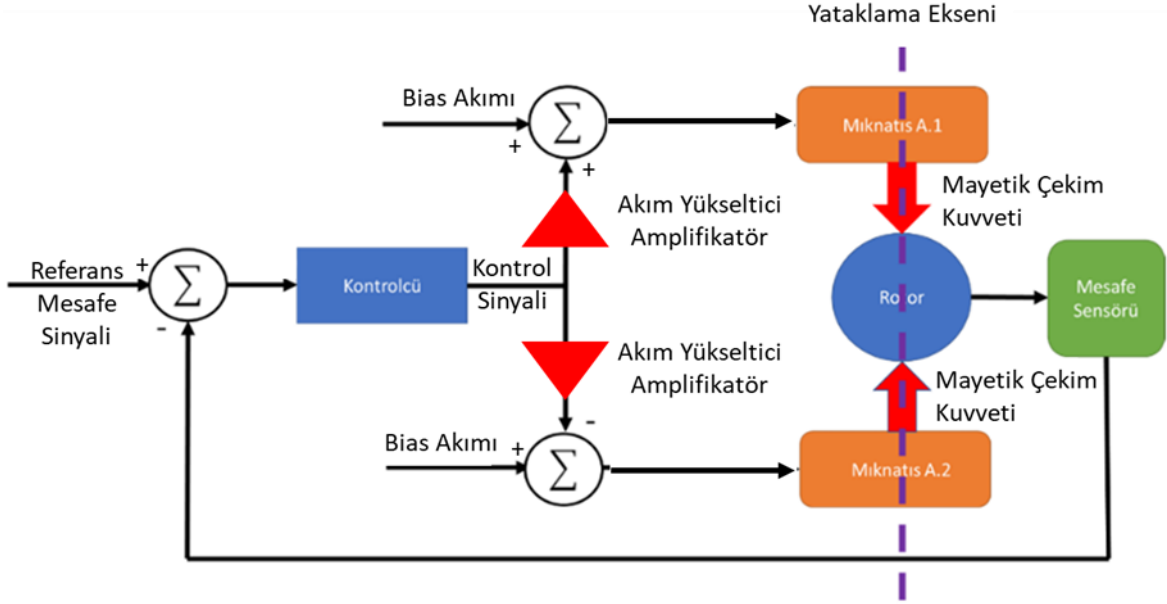 Yataklama Ekseni
Bias Akımı
+
Σ
+
Mıknatıs A.1
Mayetik Çekim
Kuvveti
Akım Yükseltici
Amplifikatör
Referans
Mesafe
Sinyali
+
Σ
-
Kontrolcü
Kontrol
Sinyali
Rotor
Mesafe
Sensörü
Akım Yükseltici
Amplifikatör
Mayetik Çekim
Kuvveti
Bias Akımı
+
Σ
-
Mıknatıs A.2